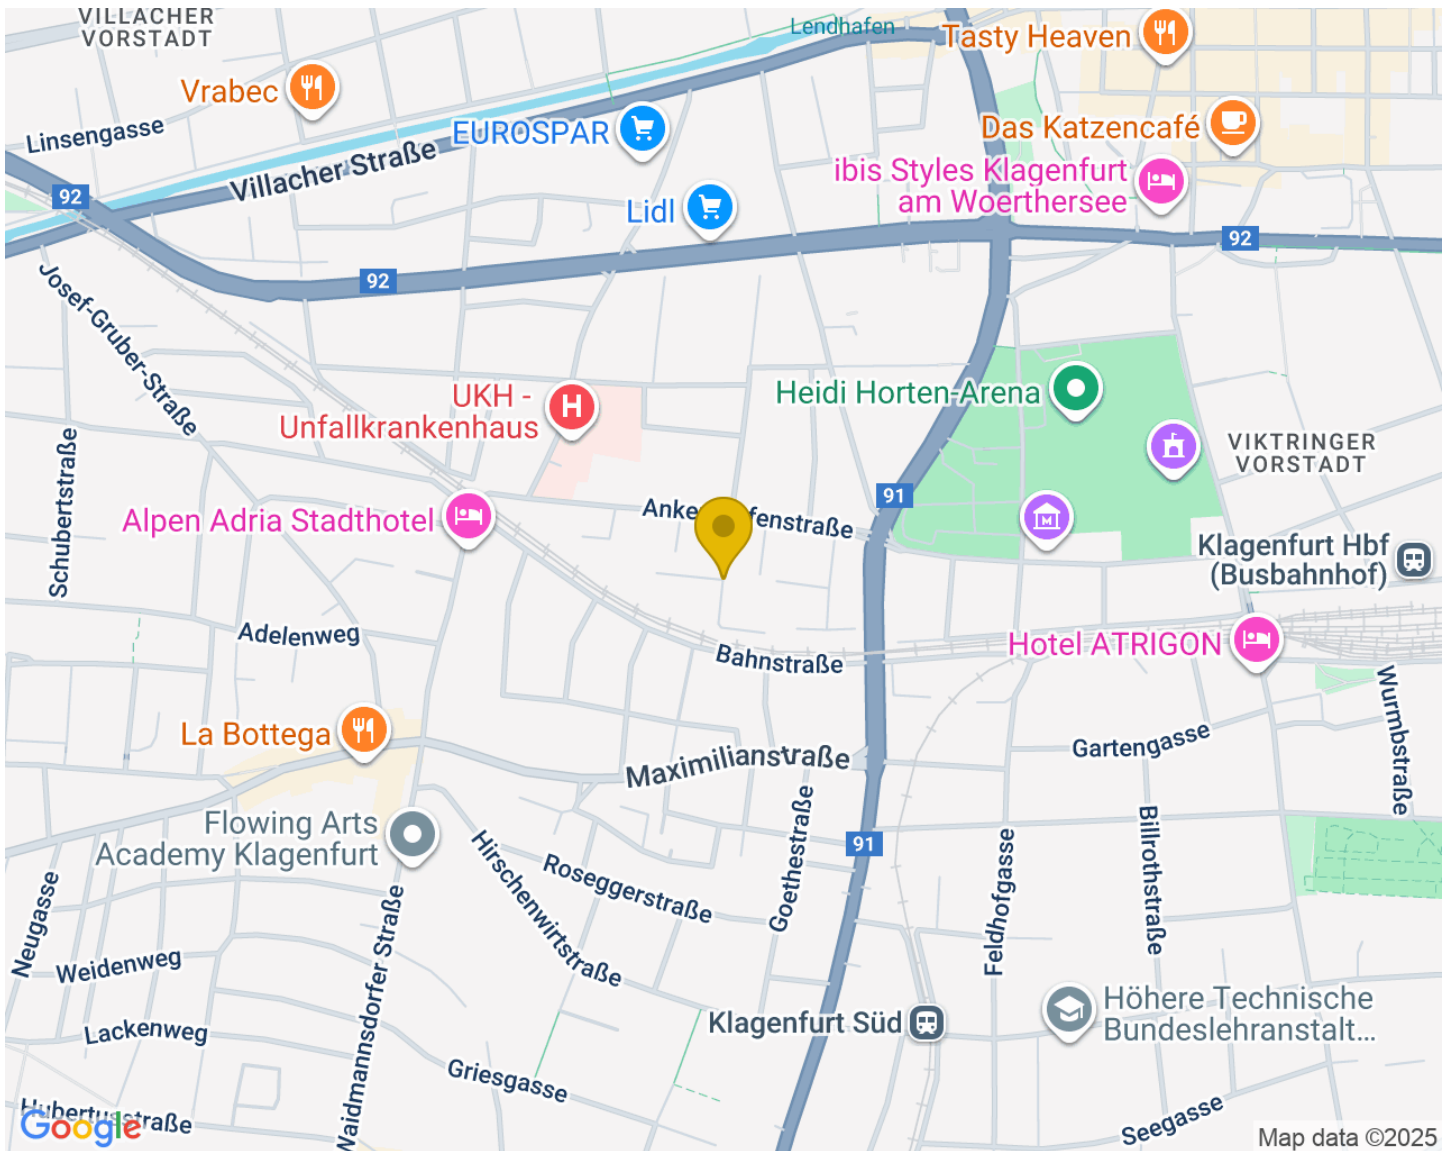 VILLACHER
VORSTADT
Lendhafen
Tasty Heaven
Vrabec
Linsengasse
EUROSPAR
Das Katzencafé
Villacher Straße
ibis Styles Klagenfurt
am Woerthersee
92
Lidl
92
92
Josef-Gruber-Straße
UKH -
Unfallkrankenhaus
Heidi Horten-Arena
VIKTRINGER
VORSTADT
Schubertstraße
Alpen Adria Stadthotel
91
Klagenfurt Hbf
(Busbahnhof)
Adelenweg
Bahnstraße
Hotel ATRIGON
Wurmbstraße
La Bottega
Maximilianstraße
Gartengasse
Flowing Arts
Academy Klagenfurt
Hirschenwirtstraße
Roseggerstraße
Goethestraße
91
Feldhofgasse
Billrothstraße
Neugasse
Weidenweg
Waidmannsdorfer Straße
Lackenweg
Klagenfurt Süd
Höhere Technische
Bundeslehranstalt...
Griesgasse
Hubertusstraße
Google
Seegasse
Map data ©2025